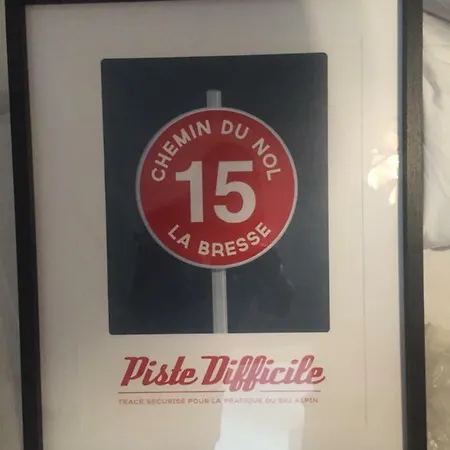 CHEMIN DU NOL
15
LA BRESSE
Piste Difficile
TRACÉ SÉCURISÉ POUR LA PRATIQUE DU SKI ALPIN